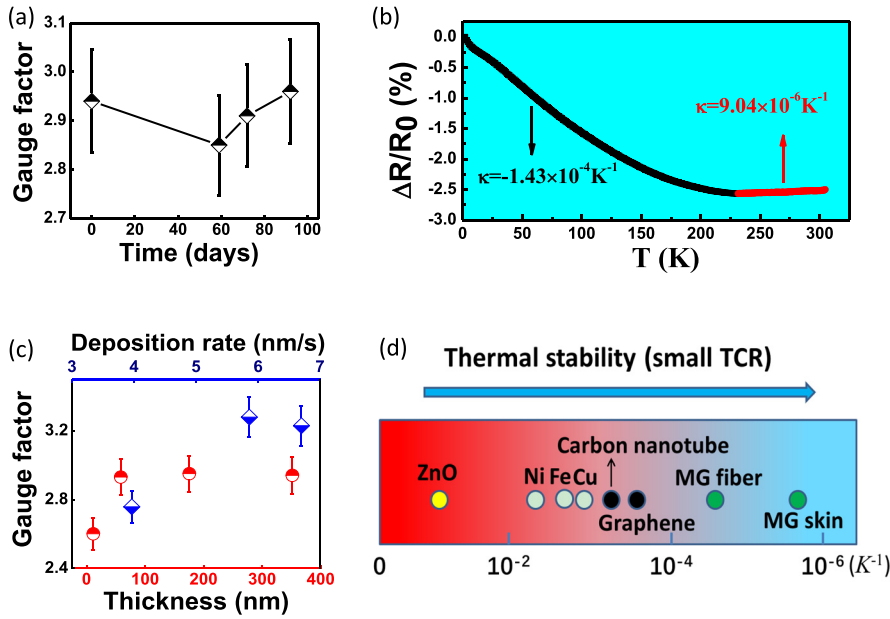 (a)
3.1
3.0
2.9
2.8
2.7
Gauge factor
0 20 40 60 80 100
Time (days)
(b)
0.0
-0.5
-1.0
-1.5
-2.0
-2.5
-3.0
ΔR/R0 (%)
κ=-1.43×10⁻⁴K⁻¹
κ=9.04×10⁻⁶K⁻¹
0 50 100 150 200 250 300
T (K)
(c)
Deposition rate (nm/s)
3 4 5 6 7
3.2
2.8
2.4
Gauge factor
0 100 200 300 400
Thickness (nm)
(d)
Thermal stability (small TCR)
Carbon nanotube
ZnO Ni Fe Cu MG fiber
Graphene MG skin
0 10⁻² 10⁻⁴ 10⁻⁶ (K⁻¹)